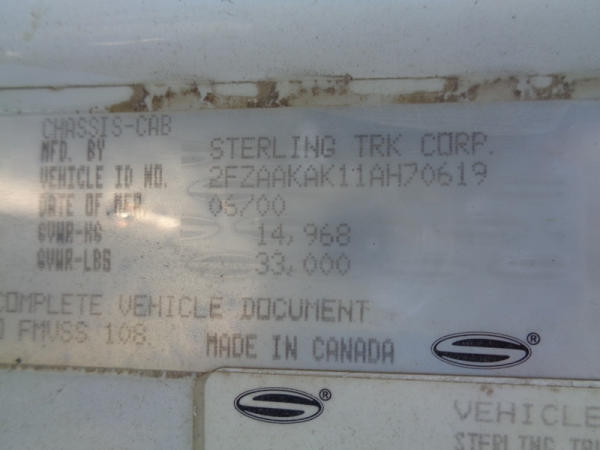 CHASSIS-CAB
MFD. BY STERLING TRK CORP.
VEHICLE ID NO. 2FZAAKAK11AH70619
DATE OF MFR. 06/00
GVWR-KG 14,968
GVWR-LBS 33,000
COMPLETE VEHICLE DOCUMENT
FMVSS 108. MADE IN CANADA ®
® VEHICLE
STERLING